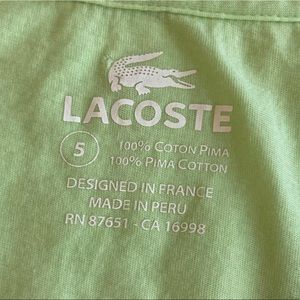 LACOSTE
5
100% COTON PIMA
100% PIMA COTTON
DESIGNED IN FRANCE
MADE IN PERU
RN 87651 - CA 16998